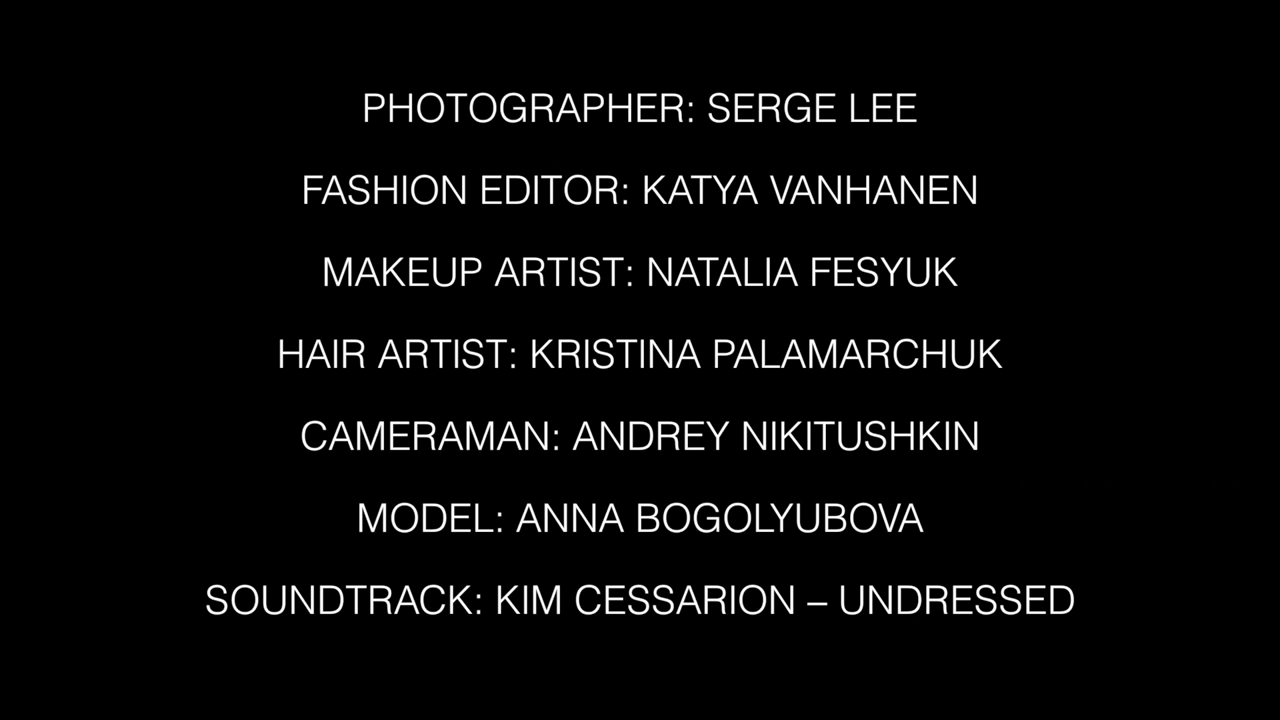 PHOTOGRAPHER: SERGE LEE
FASHION EDITOR: KATYA VANHANEN
MAKEUP ARTIST: NATALIA FESYUK
HAIR ARTIST: KRISTINA PALAMARCHUK
CAMERAMAN: ANDREY NIKITUSHKIN
MODEL: ANNA BOGOLYUBOVA
SOUNDTRACK: KIM CESSARION – UNDRESSED